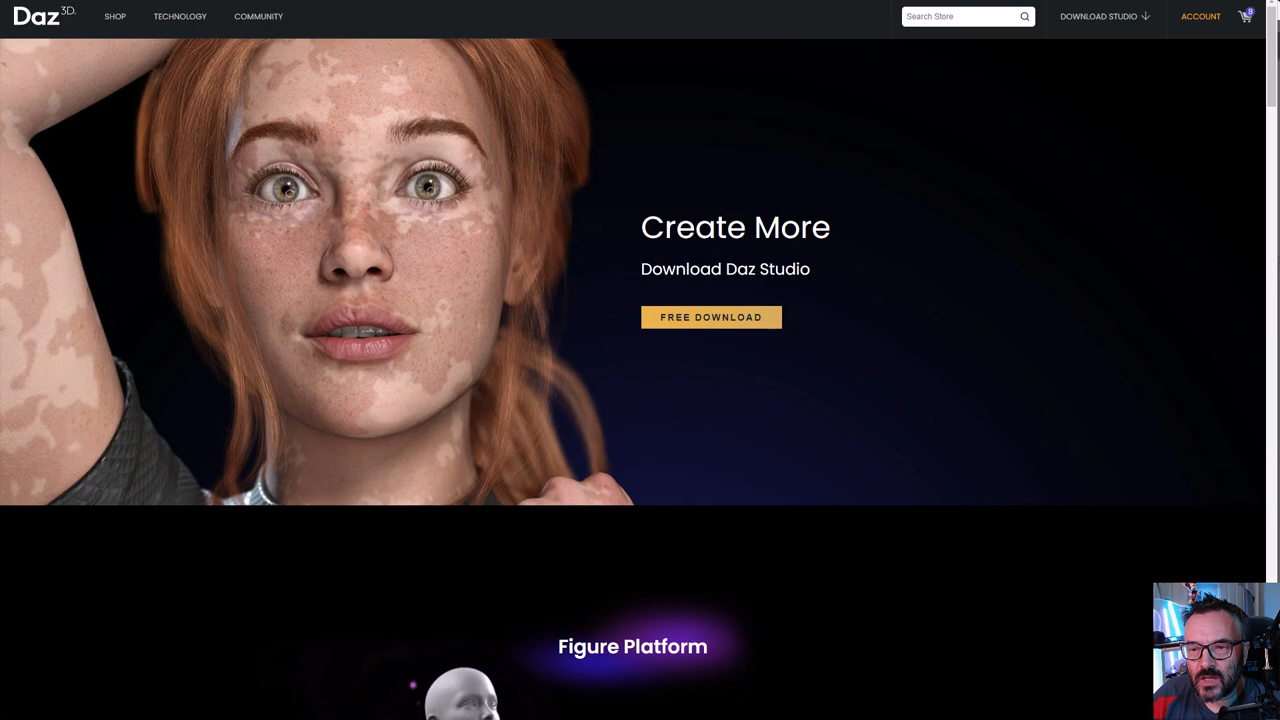 Daz 3D.
SHOP
TECHNOLOGY
COMMUNITY
Search Store
DOWNLOAD STUDIO
ACCOUNT
8
Create More
Download Daz Studio
FREE DOWNLOAD
Figure Platform